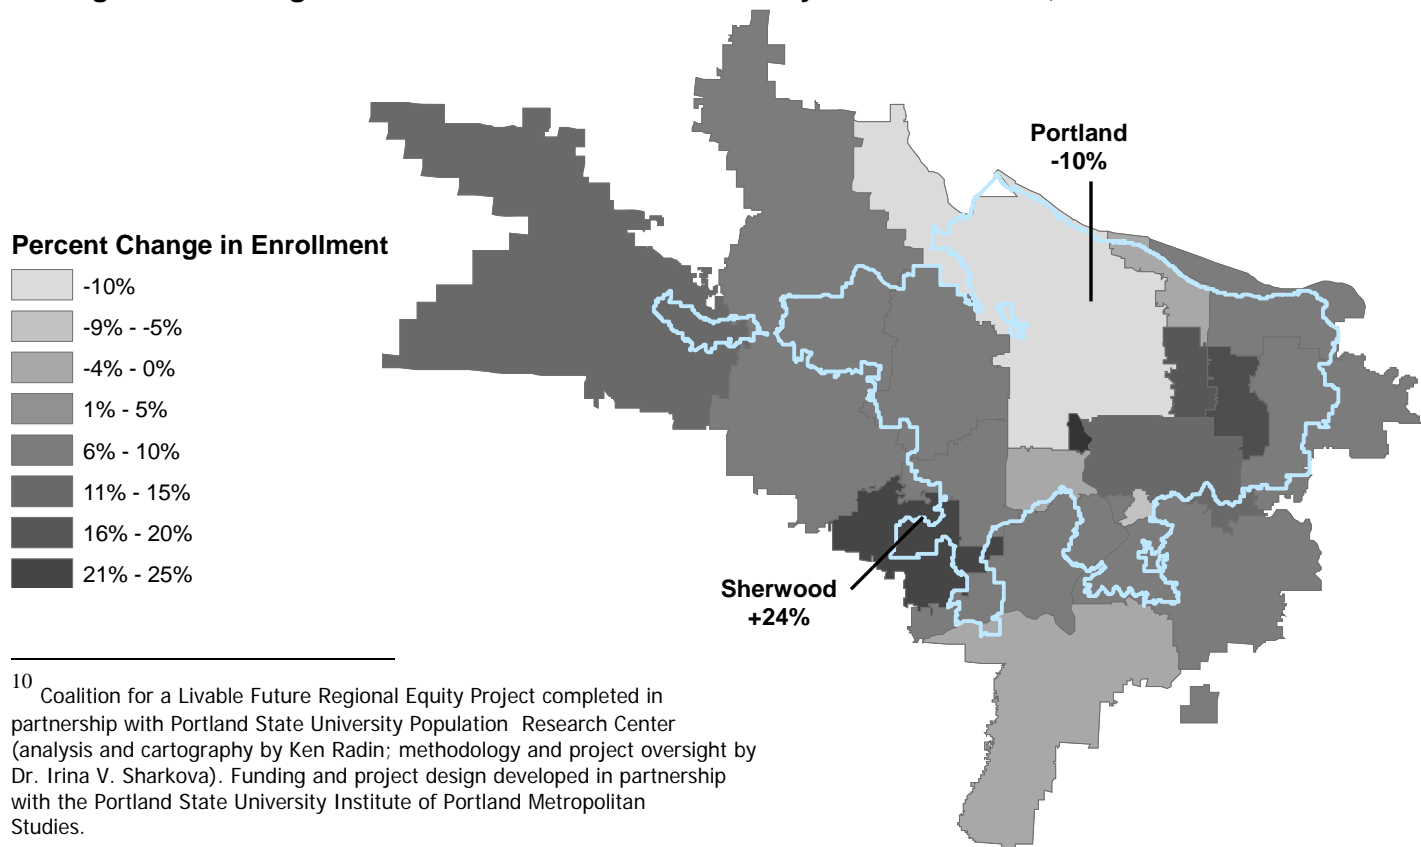 Portland
-10%
Percent Change in Enrollment
-10%
-9% - -5%
-4% - 0%
1% - 5%
6% - 10%
11% - 15%
16% - 20%
21% - 25%
Sherwood
+24%
10 Coalition for a Livable Future Regional Equity Project completed in
partnership with Portland State University Population Research Center
(analysis and cartography by Ken Radin; methodology and project oversight by
Dr. Irina V. Sharkova). Funding and project design developed in partnership
with the Portland State University Institute of Portland Metropolitan
Studies.